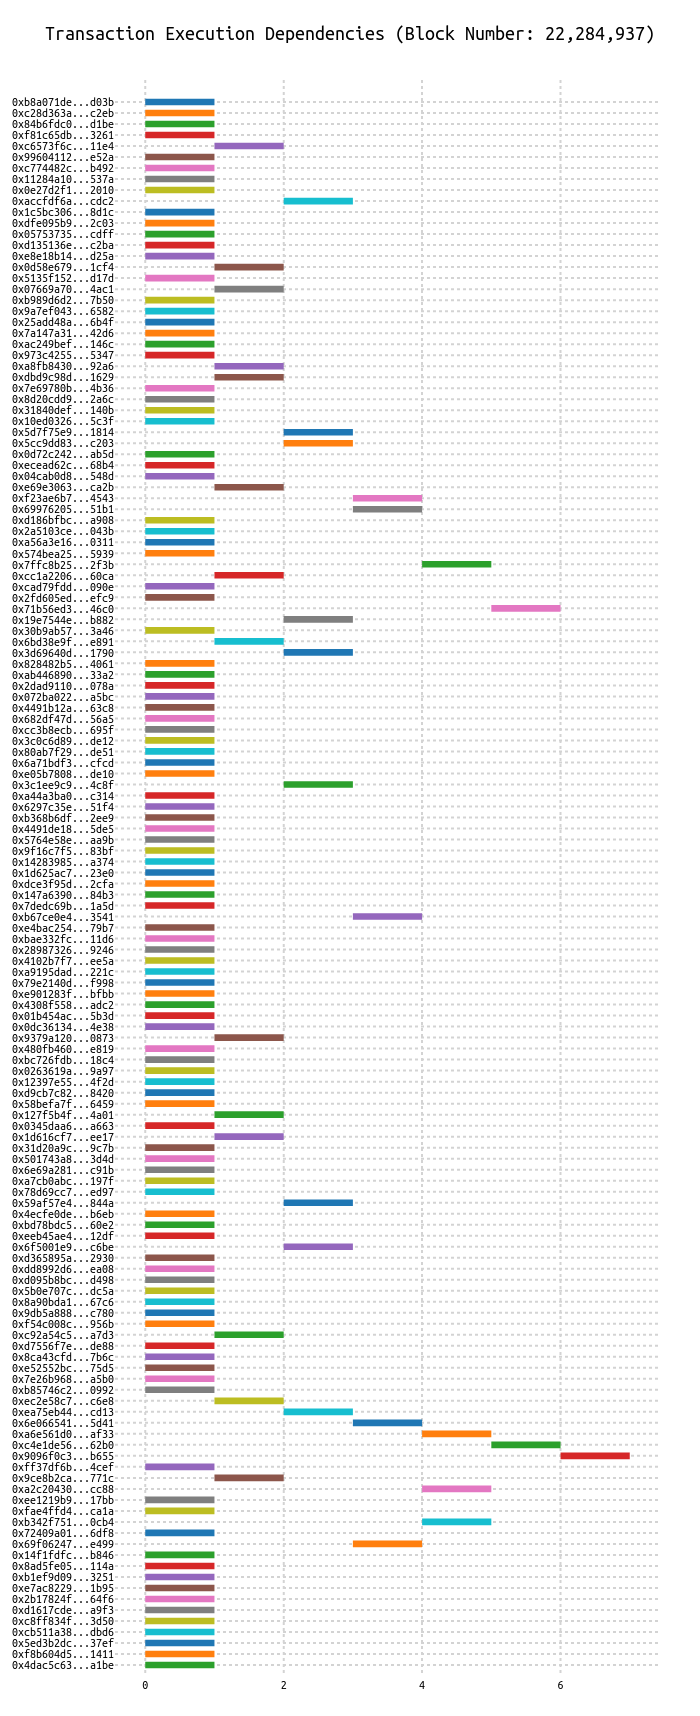 Transaction Execution Dependencies (Block Number: 22,284,937)
0xb8a071de...d03b
0xc28d363a...c2eb
0x84b6fdc0...d1be
0xf81c65db...3261
0xc6573f6c...11e4
0x99604112...e52a
0xc774482c...b492
0x11284a10...537a
0x0e27d2f1...2010
0xaccfdf6a...cdc2
0x1c5bc306...8d1c
0xdfe095b9...2c03
0x05753735...cdff
0xd135136e...c2ba
0xe8e18b14...d25a
0x0d58e679...1cf4
0x5135f152...d17d
0x07669a70...4ac1
0xb989d6d2...7b50
0x9a7ef043...6582
0x25add48a...6b4f
0x7a147a31...42d6
0xac249bef...146c
0x973c4255...5347
0xa8fb8430...92a6
0xdbd9c98d...1629
0x7e69780b...4b36
0x8d20cdd9...2a6c
0x31840def...140b
0x10ed0326...5c3f
0x5d7f75e9...1814
0x5cc9dd83...c203
0x0d72c242...ab5d
0xecead62c...68b4
0x04cab0d8...548d
0xe69e3063...ca2b
0xf23ae6b7...4543
0x69976205...51b1
0xd186bfbc...a908
0x2a5103ce...043b
0xa56a3e16...0311
0x574bea25...5939
0x7ffc8b25...2f3b
0xcc1a2206...60ca
0xcad79fdd...090e
0x2fd605ed...efc9
0x71b56ed3...46c0
0x19e7544e...b882
0x30b9ab57...3a46
0x6bd38e9f...e891
0x3d69640d...1790
0x828482b5...4061
0xab446890...33a2
0x2dad9110...078a
0x072ba022...a5bc
0x4491b12a...63c8
0x682df47d...56a5
0xcc3b8ecb...695f
0x3c0c6d89...de12
0x80ab7f29...de51
0x6a71bdf3...cfcd
0xe05b7808...de10
0x3c1ee9c9...4c8f
0xa44a3ba0...c314
0x6297c35e...51f4
0xb368b6df...2ee9
0x4491de18...5de5
0x5764e58e...aa9b
0x9f16c7f5...83bf
0x14283985...a374
0x1d625ac7...23e0
0xdce3f95d...2cfa
0x147a6390...84b3
0x7dedc69b...1a5d
0xb67ce0e4...3541
0xe4bac254...79b7
0xbae332fc...11d6
0x28987326...9246
0x4102b7f7...ee5a
0xa9195dad...221c
0x79e2140d...f998
0xe901283f...bfbb
0x4308f558...adc2
0x01b454ac...5b3d
0x0dc36134...4e38
0x9379a120...0873
0x480fb460...e819
0xbc726fdb...18c4
0x0263619a...9a97
0x12397e55...4f2d
0xd9cb7c82...8420
0x58befa7f...6459
0x127f5b4f...4a01
0x0345daa6...a663
0x1d616cf7...ee17
0x31d20a9c...9c7b
0x501743a8...3d4d
0x6e69a281...c91b
0xa7cb0abc...197f
0x78d69cc7...ed97
0x59af57e4...844a
0x4ecfe0de...b6eb
0xbd78bdc5...60e2
0xeeb45ae4...12df
0x6f5001e9...c6be
0xd365895a...2930
0xdd8992d6...ea08
0xd095b8bc...d498
0x5b0e707c...dc5a
0x8a90bda1...67c6
0x9db5a888...c780
0xf54c008c...956b
0xc92a54c5...a7d3
0xd7556f7e...de88
0x8ca43cfd...7b6c
0xe52552bc...75d5
0x7e26b968...a5b0
0xb85746c2...0992
0xec2e58c7...c6e8
0xea75eb44...cd13
0x6e066541...5d41
0xa6e561d0...af33
0xc4e1de56...62b0
0x9096f0c3...b655
0xff37df6b...4cef
0x9ce8b2ca...771c
0xa2c20430...cc88
0xee1219b9...17bb
0xfae4ffd4...ca1a
0xb342f751...0cb4
0x72409a01...6df8
0x69f06247...e499
0x14f1fdfc...b846
0x8ad5fe05...114a
0xb1ef9d09...3251
0xe7ac8229...1b95
0x2b17824f...64f6
0xd1617cde...a9f3
0xc8ff834f...3d50
0xcb511a38...dbd6
0x5ed3b2dc...37ef
0xf8b604d5...1411
0x4dac5c63...a1be
0 2 4 6